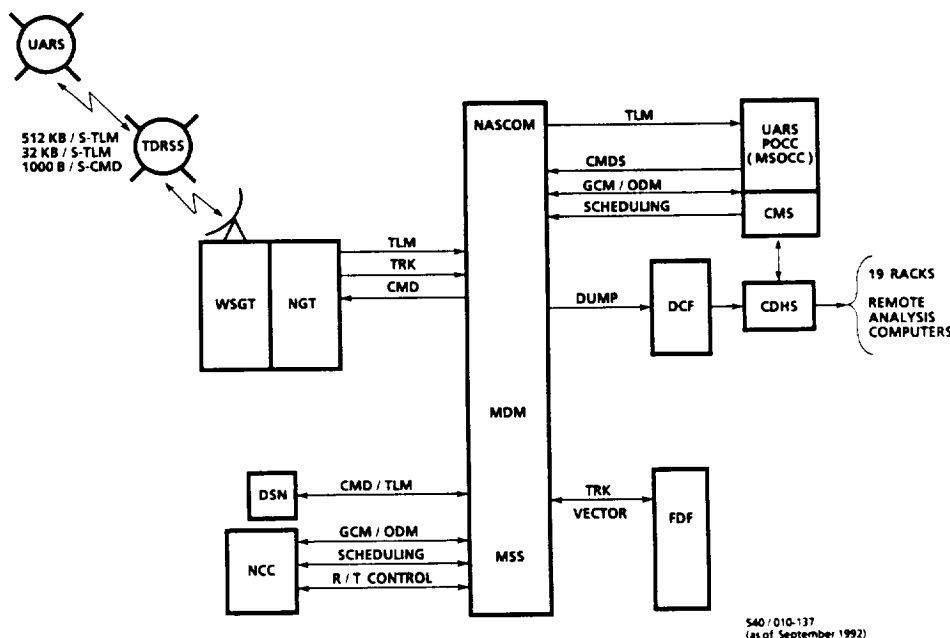 UARS
512 KB / S-TLM
32 KB / S-TLM
1000 B / S-CMD
TDRSS
WSGT
NGT
TLM
TRK
CMD
NASCOM
MDM
MSS
TLM
CMDS
GCM / ODM
SCHEDULING
UARS
POCC
( MSOCC )
CMS
DUMP
DCF
CDHS
19 RACKS
REMOTE
ANALYSIS
COMPUTERS
DSN
CMD / TLM
NCC
GCM / ODM
SCHEDULING
R / T CONTROL
TRK
VECTOR
FDF
540 / 010-137
(as of September 1992)